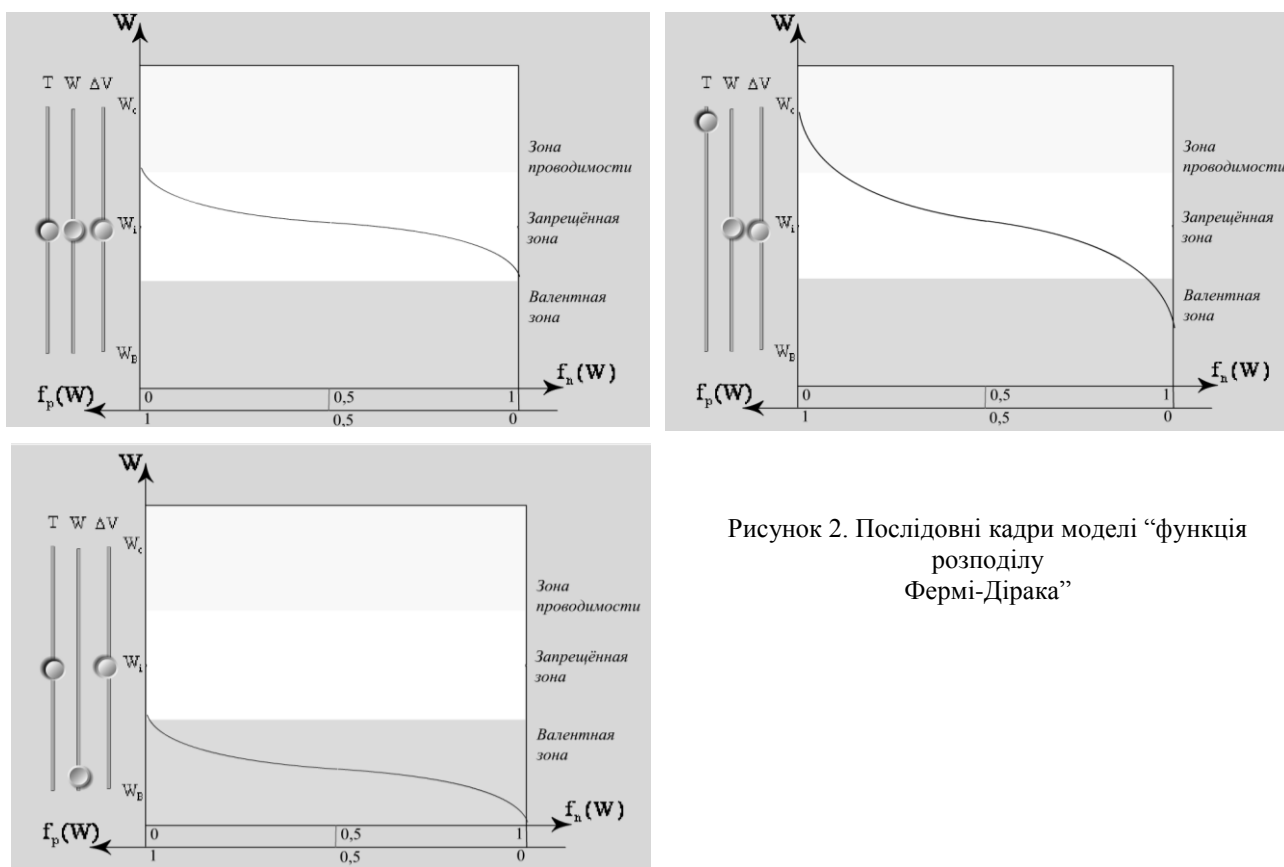 W
T W ΔV
W_c
Зона
проводимости
W_i
Запрещённая
зона
Валентная
зона
W_B
f_n(W)
f_p(W)
0 0,5 1
1 0,5 0
W
T W ΔV
W_c
Зона
проводимости
W_i
Запрещённая
зона
Валентная
зона
W_B
f_n(W)
f_p(W)
0 0,5 1
1 0,5 0
W
T W ΔV
W_c
Зона
проводимости
W_i
Запрещённая
зона
Валентная
зона
W_B
f_n(W)
f_p(W)
0 0,5 1
1 0,5 0
Рисунок 2. Послідовні кадри моделі “функція
розподілу
Фермі-Дірака”